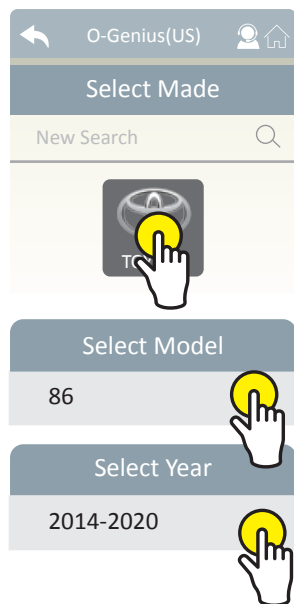 O-Genius(US)
Select Made
New Search
Select Model
86
Select Year
2014-2020